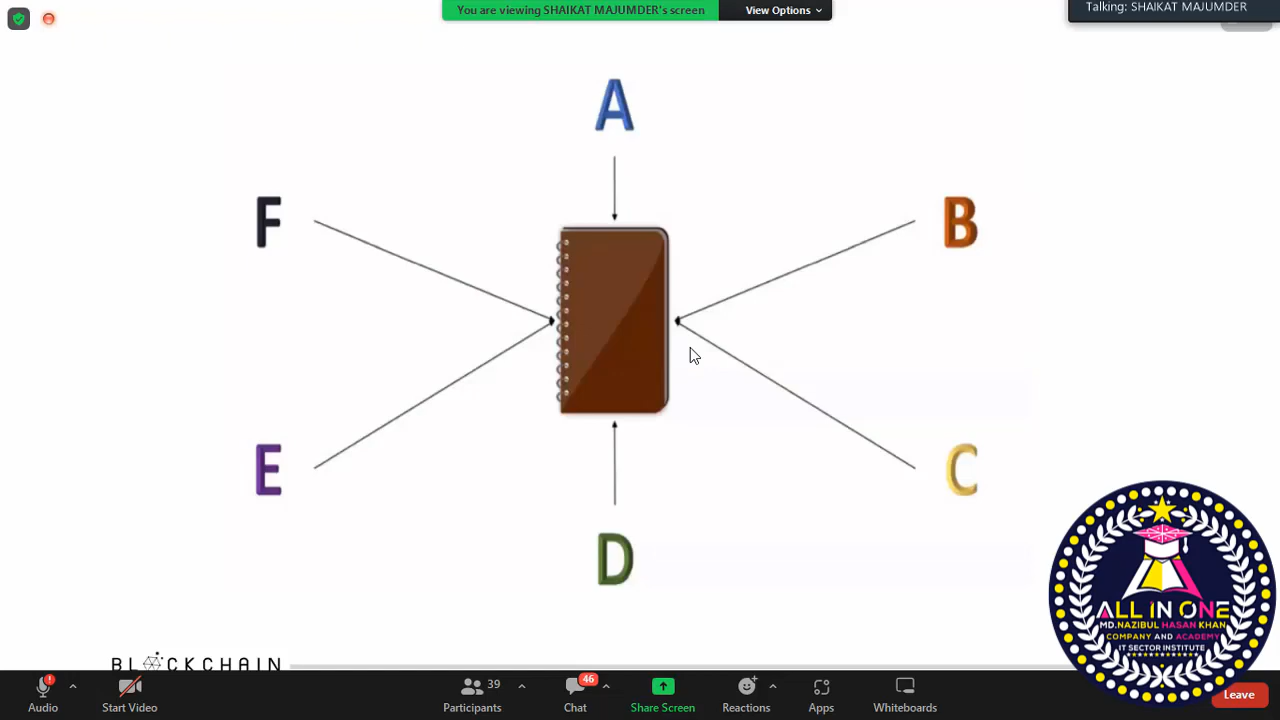 You are viewing SHAIKAT MAJUMDER's screen
View Options
Talking: SHAIKAT MAJUMDER
A
F
B
E
C
D
ALL IN ONE
MD.NAZIBUL HASAN KHAN
COMPANY AND ACADEMY
IT SECTOR INSTITUTE
BLOCKCHAIN
Audio
Start Video
39
Participants
46
Chat
Share Screen
Reactions
Apps
Whiteboards
Leave